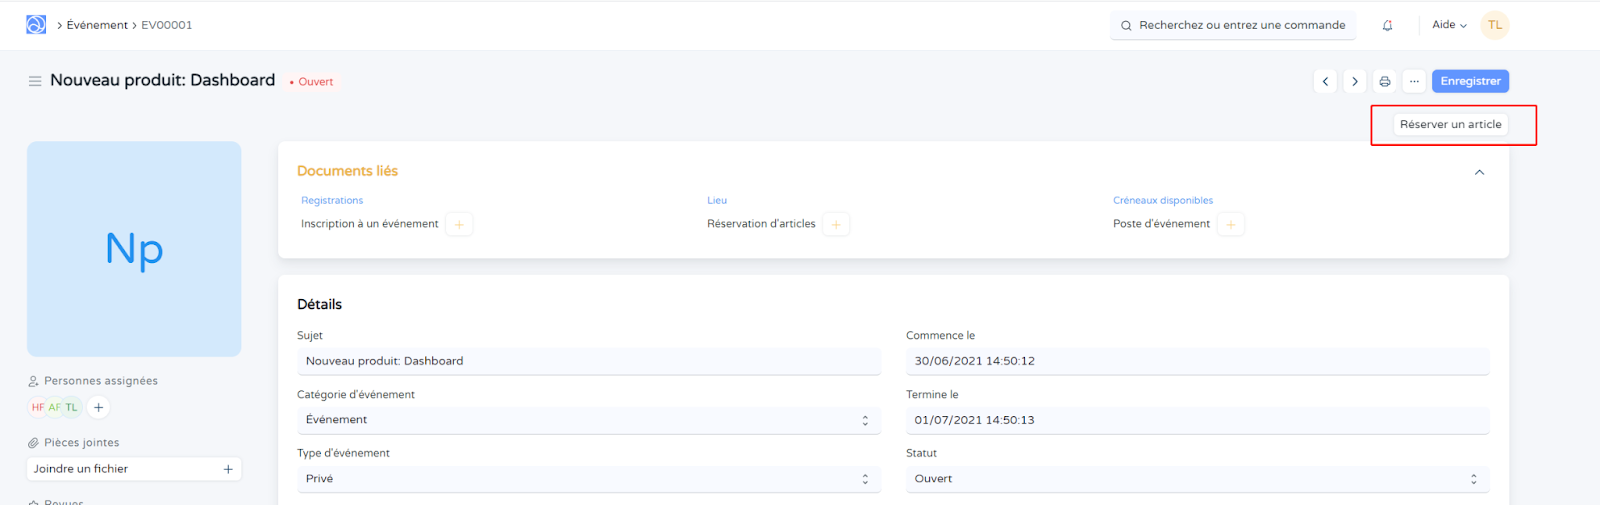 Événement > EV00001
Recherchez ou entrez une commande
Aide
TL
Nouveau produit: Dashboard
Ouvert
Enregistrer
Réserver un article
Np
Documents liés
Registrations
Lieu
Créneaux disponibles
Inscription à un événement +
Réservation d'articles +
Poste d'événement +
Détails
Sujet
Commence le
Nouveau produit: Dashboard
30/06/2021 14:50:12
Catégorie d'événement
Termine le
Événement
01/07/2021 14:50:13
Type d'événement
Statut
Privé
Ouvert
Personnes assignées
HF AF TL +
Pièces jointes
Joindre un fichier +
Revues